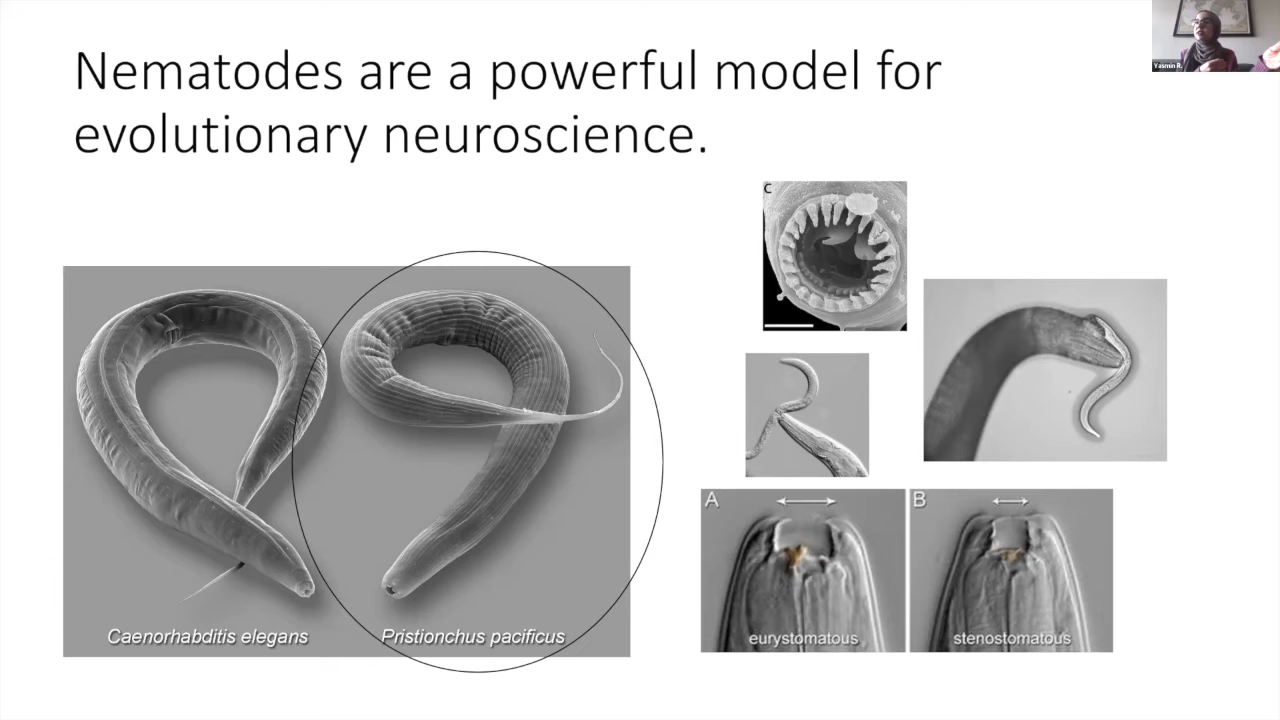 Nematodes are a powerful model for
evolutionary neuroscience.
Yasmin R.
C
Caenorhabditis elegans
Pristionchus pacificus
A
B
eurystomatous
stenostomatous